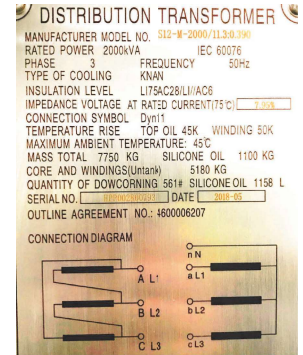 DISTRIBUTION TRANSFORMER
MANUFACTURER MODEL NO. S12-M-2000/11.3:0.390
RATED POWER 2000kVA IEC 60076
PHASE 3 FREQUENCY 50Hz
TYPE OF COOLING KNAN
INSULATION LEVEL LI75AC28/LI//AC6
IMPEDANCE VOLTAGE AT RATED CURRENT(75℃)
CONNECTION SYMBOL Dyn11
TEMPERATURE RISE TOP OIL 45K WINDING 50K
MAXIMUM AMBIENT TEMPERATURE: 45℃
MASS TOTAL 7750 KG SILICONE OIL 1100 KG
CORE AND WINDINGS(Untank) 5180 KG
QUANTITY OF DOWCORNING 561# SILICONE OIL 1158 L
SERIAL NO. DATE 2018-05
OUTLINE AGREEMENT NO.: 4600006207
CONNECTION DIAGRAM
n N
A L1 a L1
B L2 b L2
C L3 c L3